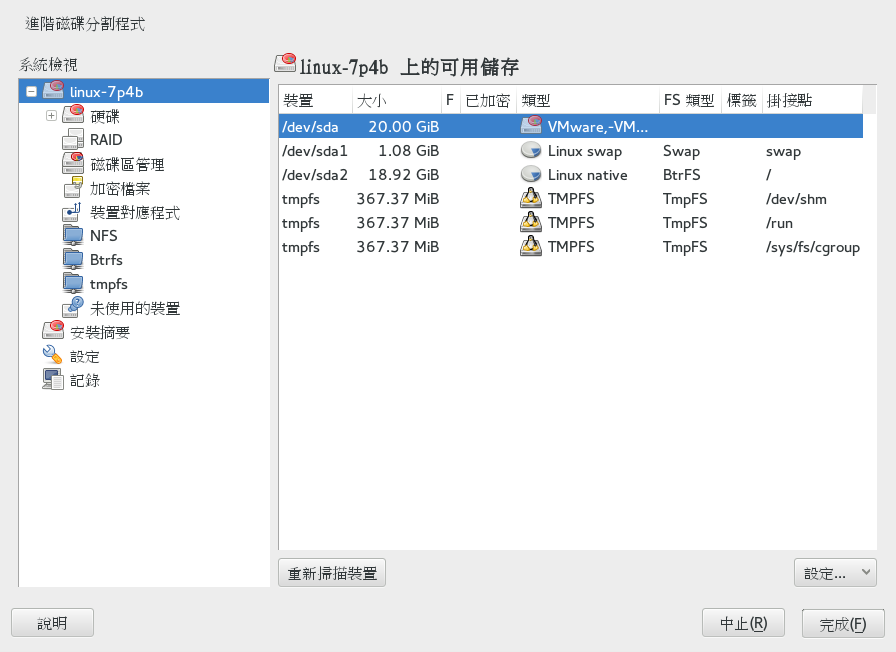 進階磁碟分割程式
系統檢視
linux-7p4b
硬碟
RAID
磁碟區管理
加密檔案
裝置對應程式
NFS
Btrfs
tmpfs
未使用的裝置
安裝摘要
設定
記錄
linux-7p4b 上的可用儲存
裝置 大小 F 已加密 類型 FS 類型 標籤 掛接點
/dev/sda 20.00 GiB VMware,-VM...
/dev/sda1 1.08 GiB Linux swap Swap swap
/dev/sda2 18.92 GiB Linux native BtrFS /
tmpfs 367.37 MiB TMPFS TmpFS /dev/shm
tmpfs 367.37 MiB TMPFS TmpFS /run
tmpfs 367.37 MiB TMPFS TmpFS /sys/fs/cgroup
重新掃描裝置 設定...
說明 中止(R) 完成(F)